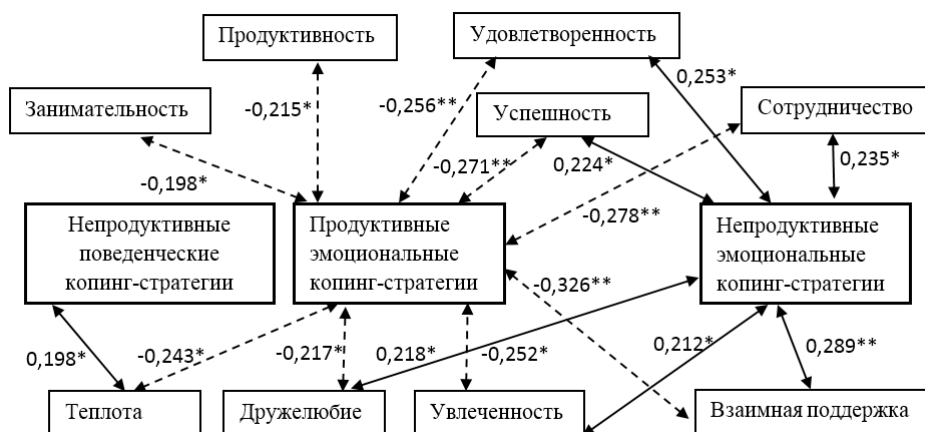 Продуктивность
Удовлетворенность
-0,215*
-0,256**
0,253*
Занимательность
Успешность
Сотрудничество
-0,198*
-0,271**
0,224*
0,235*
-0,278**
Непродуктивные
поведенческие
копинг-стратегии
Продуктивные
эмоциональные
копинг-стратегии
Непродуктивные
эмоциональные
копинг-стратегии
-0,326**
0,198*
-0,243*
-0,217*
0,218*
-0,252*
0,212*
0,289**
Теплота
Дружелюбие
Увлеченность
Взаимная поддержка